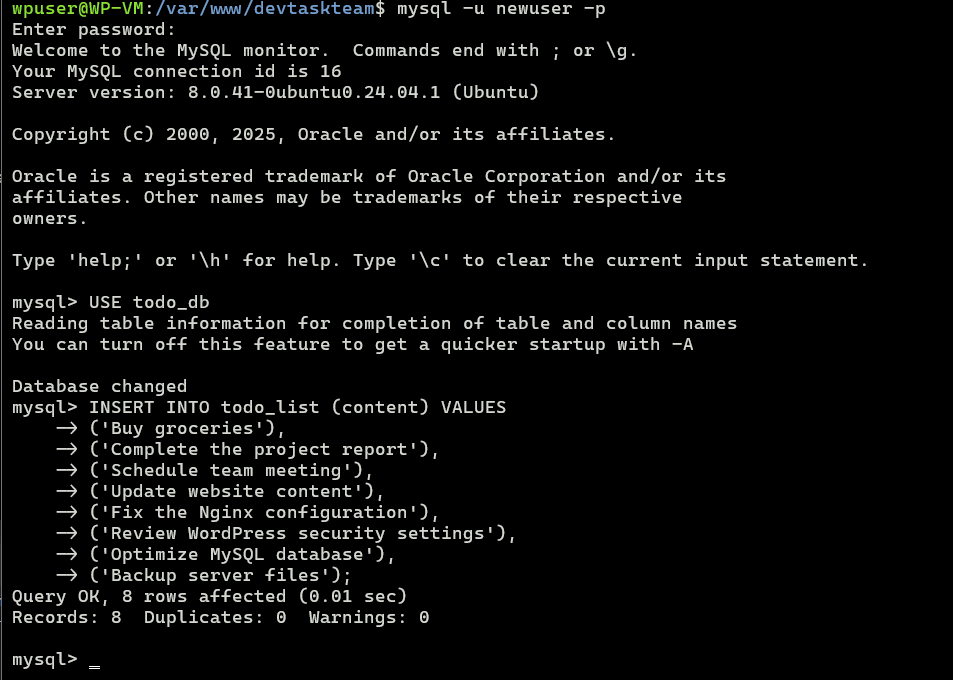 wpuser@WP-VM:/var/www/devtaskteam$ mysql -u newuser -p
Enter password:
Welcome to the MySQL monitor.  Commands end with ; or \g.
Your MySQL connection id is 16
Server version: 8.0.41-0ubuntu0.24.04.1 (Ubuntu)

Copyright (c) 2000, 2025, Oracle and/or its affiliates.

Oracle is a registered trademark of Oracle Corporation and/or its
affiliates. Other names may be trademarks of their respective
owners.

Type 'help;' or '\h' for help. Type '\c' to clear the current input statement.

mysql> USE todo_db
Reading table information for completion of table and column names
You can turn off this feature to get a quicker startup with -A

Database changed
mysql> INSERT INTO todo_list (content) VALUES
    -> ('Buy groceries'),
    -> ('Complete the project report'),
    -> ('Schedule team meeting'),
    -> ('Update website content'),
    -> ('Fix the Nginx configuration'),
    -> ('Review WordPress security settings'),
    -> ('Optimize MySQL database'),
    -> ('Backup server files');
Query OK, 8 rows affected (0.01 sec)
Records: 8  Duplicates: 0  Warnings: 0

mysql> _